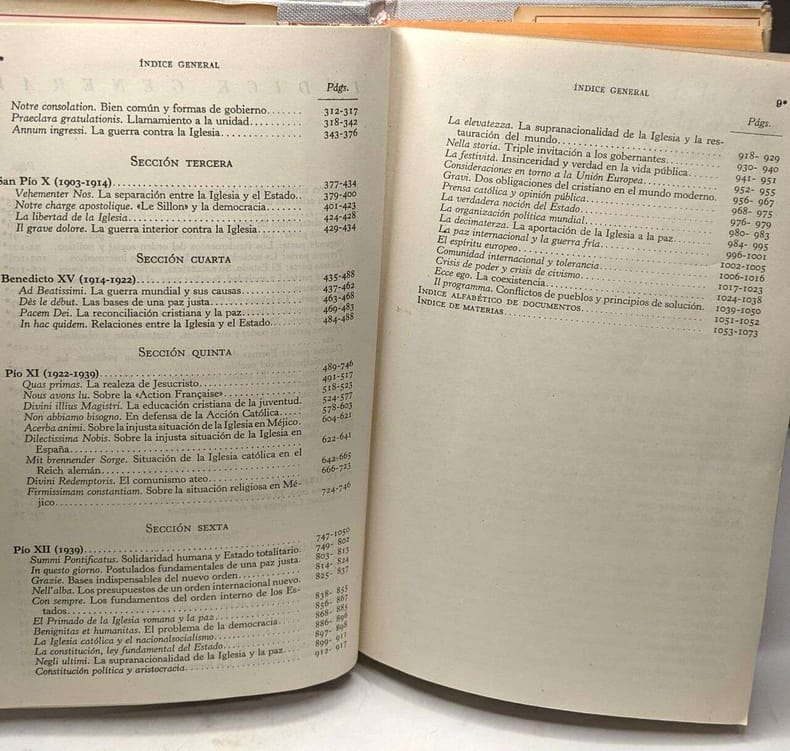 ÍNDICE GENERAL
Págs.
Notre consolation. Bien común y formas de gobierno....... 312-317
Praeclara gratulationis. Llamamiento a la unidad........... 318-342
Annum ingressi. La guerra contra la Iglesia................ 343-376
SECCIÓN TERCERA
San Pío X (1903-1914)................ 377-434
Vehementer Nos. La separación entre la Iglesia y el Estado.. 379-400
Notre charge apostolique. «Le Sillon» y la democracia...... 401-423
La libertad de la Iglesia................ 424-428
Il grave dolore. La guerra interior contra la Iglesia........... 429-434
SECCIÓN CUARTA
Benedicto XV (1914-1922)................ 435-488
Ad Beatissimi. La guerra mundial y sus causas............ 437-462
Dès le début. Las bases de una paz justa................ 463-468
Pacem Dei. La reconciliación cristiana y la paz............ 469-483
In hac quidem. Relaciones entre la Iglesia y el Estado........ 484-488
SECCIÓN QUINTA
Pío XI (1922-1939)................ 489-746
Quas primas. La realeza de Jesucristo................ 491-517
Nous avons lu. Sobre la «Action Française»................ 518-523
Divini illius Magistri. La educación cristiana de la juventud. 524-577
Non abbiamo bisogno. En defensa de la Acción Católica..... 578-603
Acerba animi. Sobre la injusta situación de la Iglesia en Méjico. 604-621
Dilectissima Nobis. Sobre la injusta situación de la Iglesia en
España................ 622-641
Mit brennender Sorge. Situación de la Iglesia católica en el
Reich alemán................ 642-665
Divini Redemptoris. El comunismo ateo................ 666-723
Firmissimam constantiam. Sobre la situación religiosa en Mé-
jico................ 724-746
SECCIÓN SEXTA
Pío XII (1939)................ 747-1050
Summi Pontificatus. Solidaridad humana y Estado totalitario. 749- 802
In questo giorno. Postulados fundamentales de una paz justa. 803- 813
Grazie. Bases indispensables del nuevo orden............. 814- 824
Nell'alba. Los presupuestos de un orden internacional nuevo. 825- 837
Con sempre. Los fundamentos del orden interno de los Es-
tados................ 838- 855
El Primado de la Iglesia romana y la paz................ 856- 867
Benignitas et humanitas. El problema de la democracia...... 868- 885
La Iglesia católica y el nacionalsocialismo................ 886- 896
La constitución, ley fundamental del Estado................ 897- 898
Negli ultimi. La supranacionalidad de la Iglesia y la paz...... 899- 911
Constitución política y aristocracia................ 912- 917
ÍNDICE GENERAL
9*
Págs.
La elevatezza. La supranacionalidad de la Iglesia y la res-
tauración del mundo................ 918- 929
Nella storia. Triple invitación a los gobernantes............ 930- 940
La festività. Insinceridad y verdad en la vida pública....... 941- 951
Consideraciones en torno a la Unión Europea............. 952- 955
Gravi. Dos obligaciones del cristiano en el mundo moderno. 956- 967
Prensa católica y opinión pública................ 968- 975
La verdadera noción del Estado................ 976- 979
La organización política mundial................ 980- 983
La decimaterza. La aportación de la Iglesia a la paz........ 984- 995
La paz internacional y la guerra fría................ 996-1001
El espíritu europeo................ 1002-1005
Comunidad internacional y tolerancia................ 1006-1016
Crisis de poder y crisis de civismo................ 1017-1023
Ecce ego. La coexistencia................ 1024-1038
Il programma. Conflictos de pueblos y principios de solución. 1039-1050
ÍNDICE ALFABÉTICO DE DOCUMENTOS................ 1051-1052
ÍNDICE DE MATERIAS................ 1053-1073